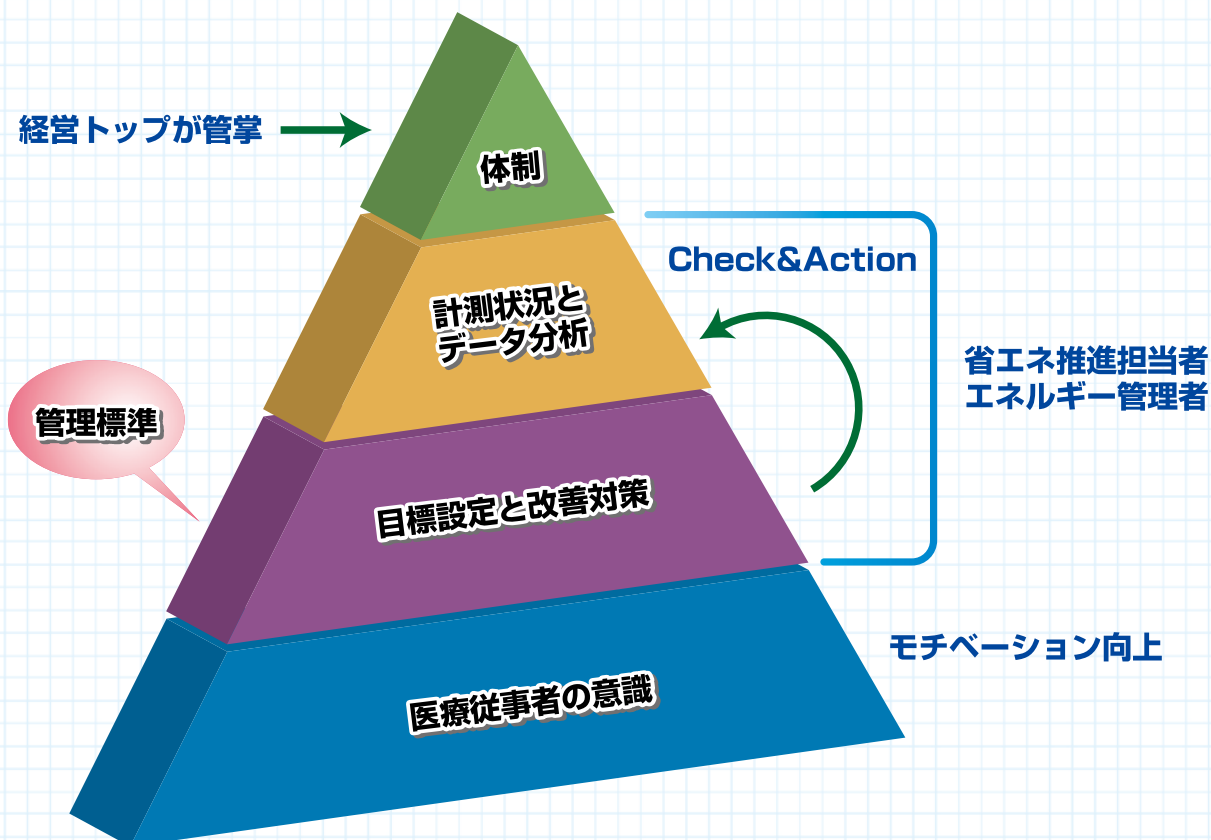 経営トップが管掌
体制
Check&Action
計測状況と
データ分析
省エネ推進担当者
エネルギー管理者
管理標準
目標設定と改善対策
モチベーション向上
医療従事者の意識